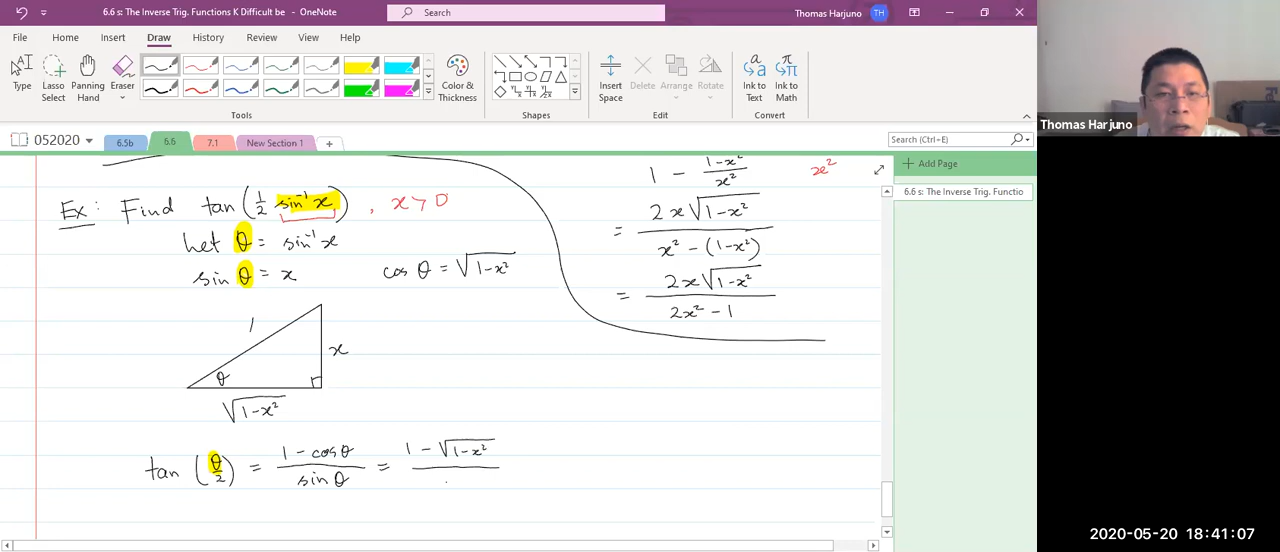 6.6 s: The Inverse Trig. Functions K Difficult be - OneNote
Search
Thomas Harjuno TH
File Home Insert Draw History Review View Help
Type
Lasso Select
Panning Hand
Eraser
Tools
Color & Thickness
Shapes
Insert Space
Delete
Arrange
Rotate
Edit
Ink to Text
Ink to Math
Convert
Thomas Harjuno
052020 6.5b 6.6 7.1 New Section 1 +
Search (Ctrl+E)
Add Page
6.6 s: The Inverse Trig. Functio
1 - (1-x²)/x²
x²
= 2x√(1-x²) / (x² - (1-x²))
= 2x√(1-x²) / (2x² - 1)
Ex: Find tan(½ sin⁻¹ x), x > 0
Let θ = sin⁻¹ x
sin θ = x cos θ = √(1-x²)
1
x
θ
√(1-x²)
tan(θ/2) = (1 - cos θ)/sin θ = 1 - √(1-x²)
2020-05-20 18:41:07